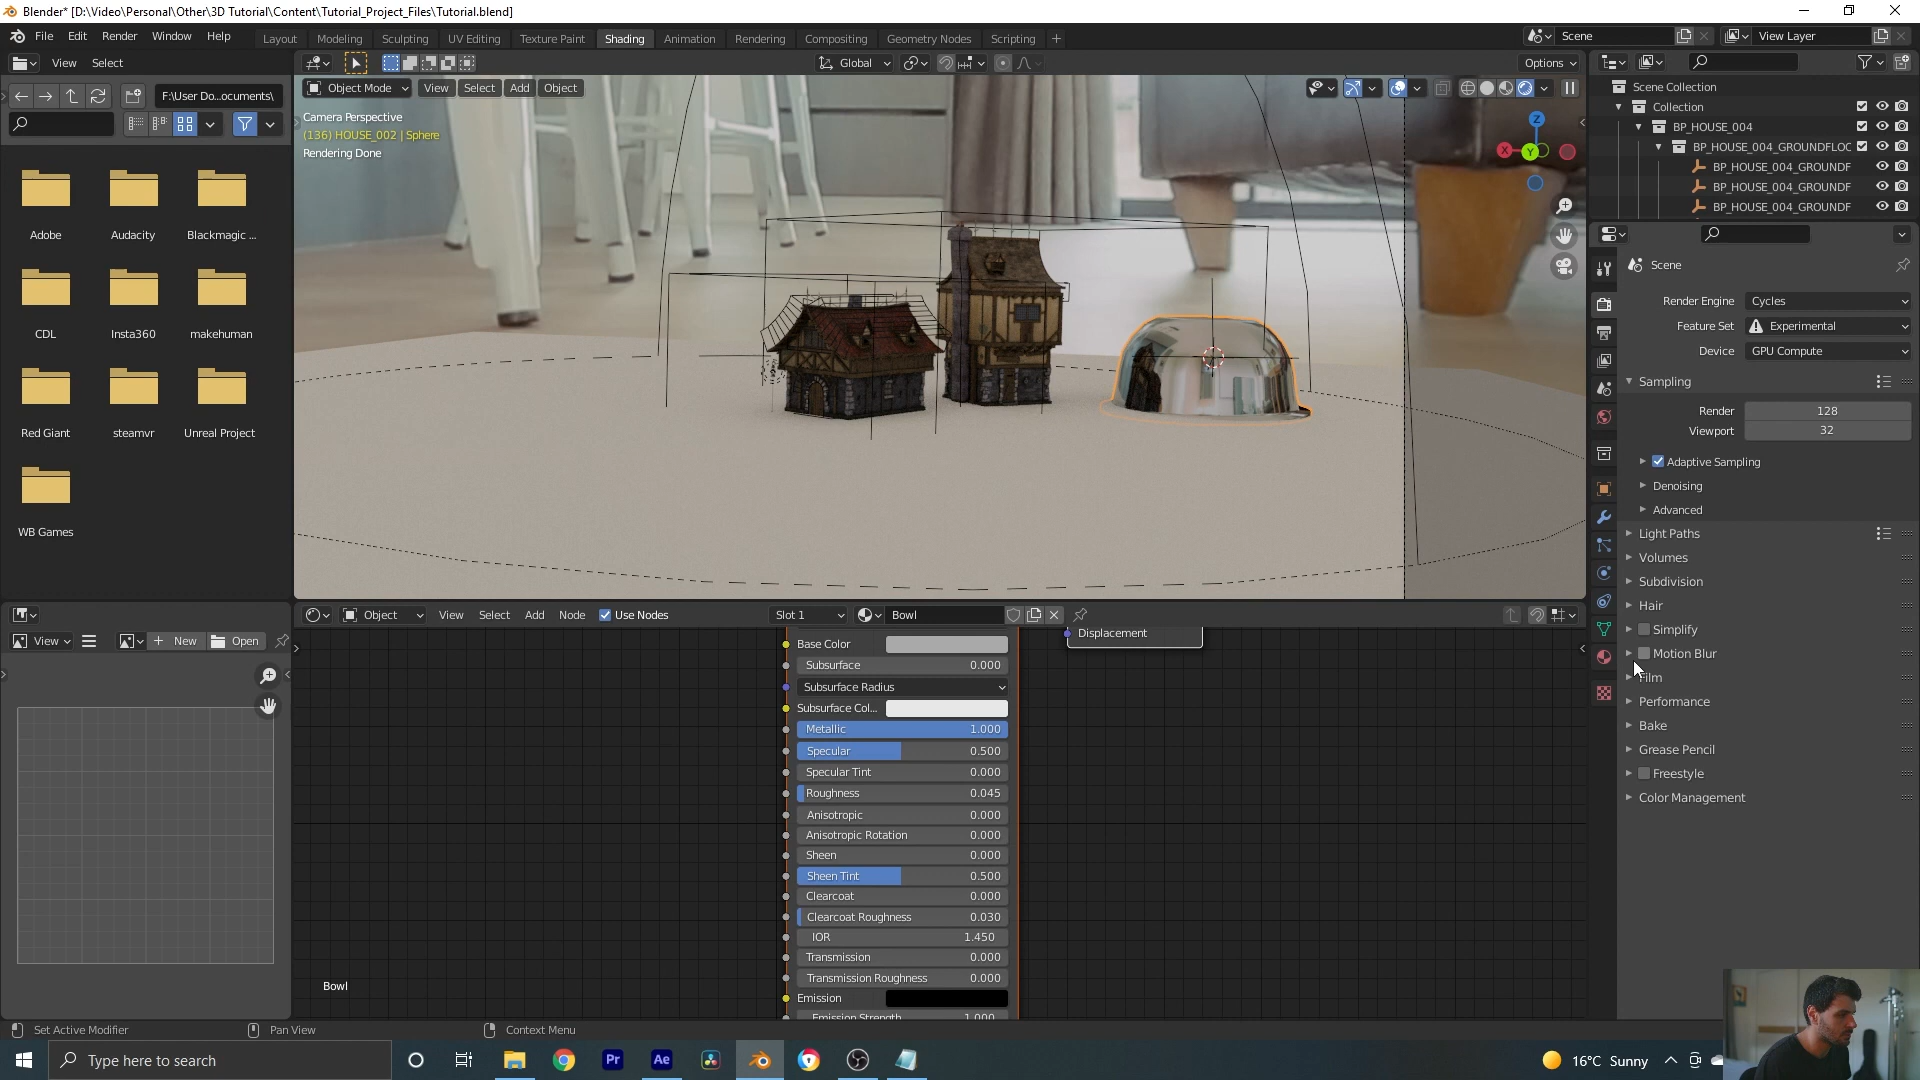 Blender* [D:\Video\Personal\Other\3D Tutorial\Content\Tutorial_Project_Files\Tutorial.blend]
File Edit Render Window Help
Layout Modeling Sculpting UV Editing Texture Paint Shading Animation Rendering Compositing Geometry Nodes Scripting +
Scene
View Layer
View Select
Global
Options
F:\User Do...ocuments\
Object Mode View Select Add Object
Camera Perspective
(136) HOUSE_002 | Sphere
Rendering Done
Z
X
Y
Adobe
Audacity
Blackmagic ...
CDL
Insta360
makehuman
Red Giant
steamvr
Unreal Project
WB Games
Scene Collection
Collection
BP_HOUSE_004
BP_HOUSE_004_GROUNDFLOC
BP_HOUSE_004_GROUNDF
BP_HOUSE_004_GROUNDF
BP_HOUSE_004_GROUNDF
Scene
Render Engine Cycles
Feature Set Experimental
Device GPU Compute
Sampling
Render 128
Viewport 32
Adaptive Sampling
Denoising
Advanced
Light Paths
Volumes
Subdivision
Hair
Simplify
Motion Blur
Film
Performance
Bake
Grease Pencil
Freestyle
Color Management
View
+ New
Open
Object View Select Add Node Use Nodes
Slot 1
Bowl
Displacement
Base Color
Subsurface 0.000
Subsurface Radius
Subsurface Col...
Metallic 1.000
Specular 0.500
Specular Tint 0.000
Roughness 0.045
Anisotropic 0.000
Anisotropic Rotation 0.000
Sheen 0.000
Sheen Tint 0.500
Clearcoat 0.000
Clearcoat Roughness 0.030
IOR 1.450
Transmission 0.000
Transmission Roughness 0.000
Emission
Emission Strength 1.000
Bowl
Set Active Modifier
Pan View
Context Menu
Type here to search
Pr
Ae
16°C Sunny